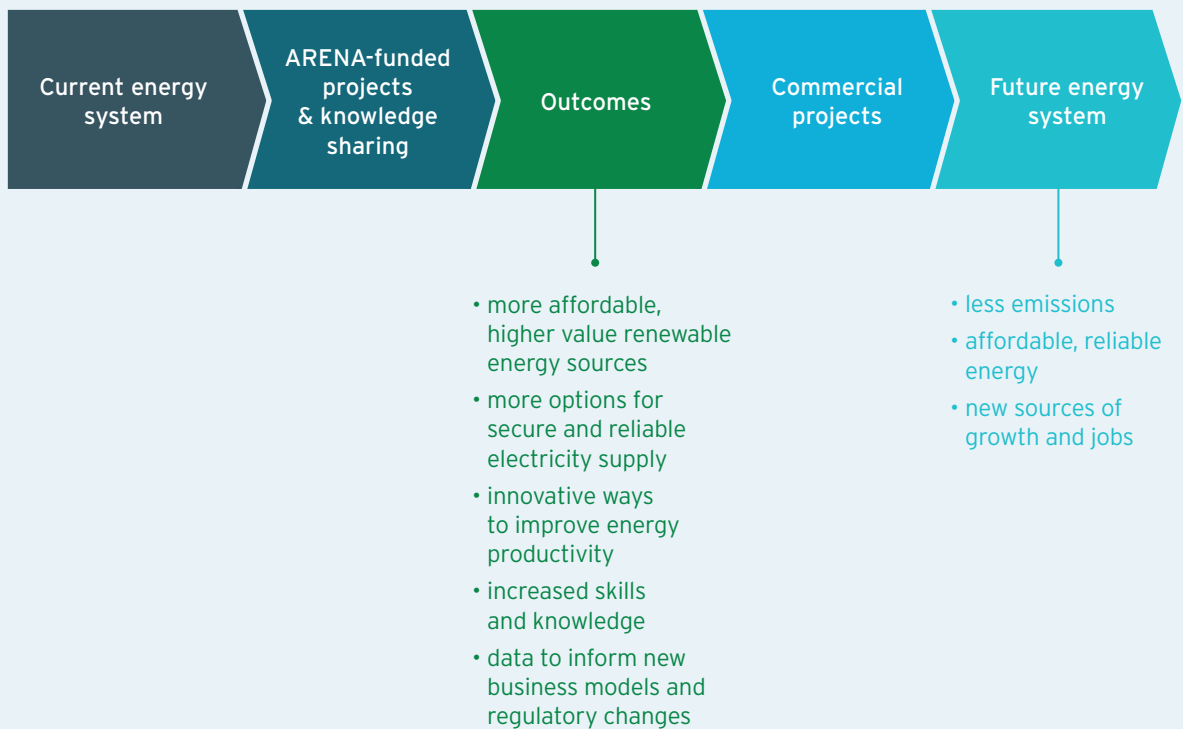 Current energy
system
ARENA-funded
projects
& knowledge
sharing
Outcomes
Commercial
projects
Future energy
system
• more affordable,
higher value renewable
energy sources
• more options for
secure and reliable
electricity supply
• innovative ways
to improve energy
productivity
• increased skills
and knowledge
• data to inform new
business models and
regulatory changes
• less emissions
• affordable, reliable
energy
• new sources of
growth and jobs